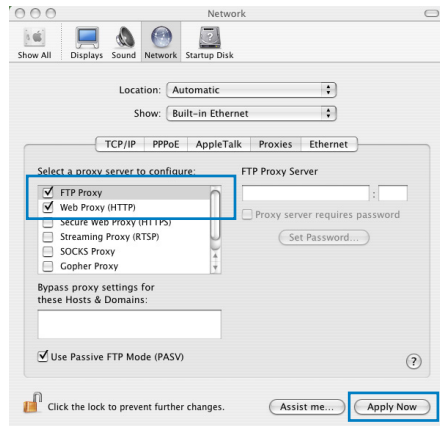 Network
Show All Displays Sound Network Startup Disk
Location: Automatic
Show: Built-in Ethernet
TCP/IP PPPoE AppleTalk Proxies Ethernet
Select a proxy server to configure: FTP Proxy Server
FTP Proxy
Web Proxy (HTTP) :
Secure Web Proxy (HTTPS) Proxy server requires password
Streaming Proxy (RTSP) Set Password...
SOCKS Proxy
Gopher Proxy
Bypass proxy settings for
these Hosts & Domains:
Use Passive FTP Mode (PASV) ?
Click the lock to prevent further changes. Assist me... Apply Now